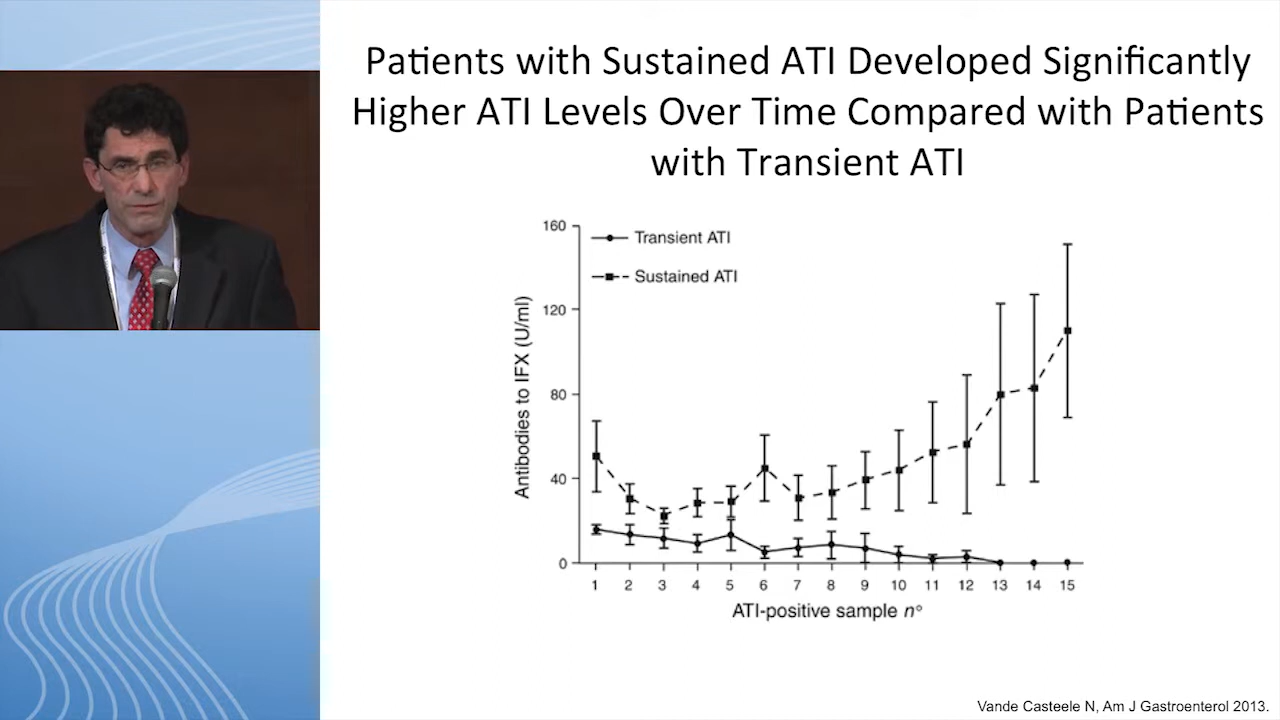 Patients with Sustained ATI Developed Significantly
Higher ATI Levels Over Time Compared with Patients
with Transient ATI
160
Transient ATI
Sustained ATI
120
80
40
0
Antibodies to IFX (U/ml)
1 2 3 4 5 6 7 8 9 10 11 12 13 14 15
ATI-positive sample n°
Vande Casteele N, Am J Gastroenterol 2013.